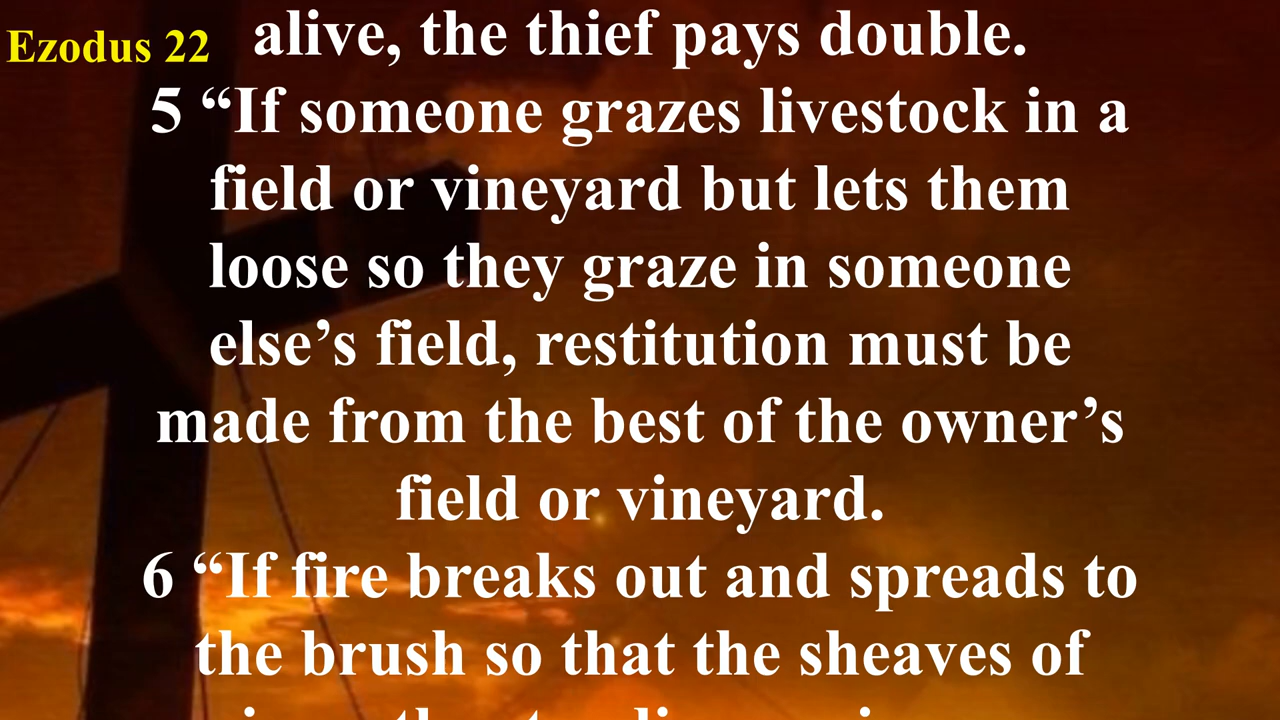 Ezodus 22
alive, the thief pays double.
5 “If someone grazes livestock in a
field or vineyard but lets them
loose so they graze in someone
else’s field, restitution must be
made from the best of the owner’s
field or vineyard.
6 “If fire breaks out and spreads to
the brush so that the sheaves of